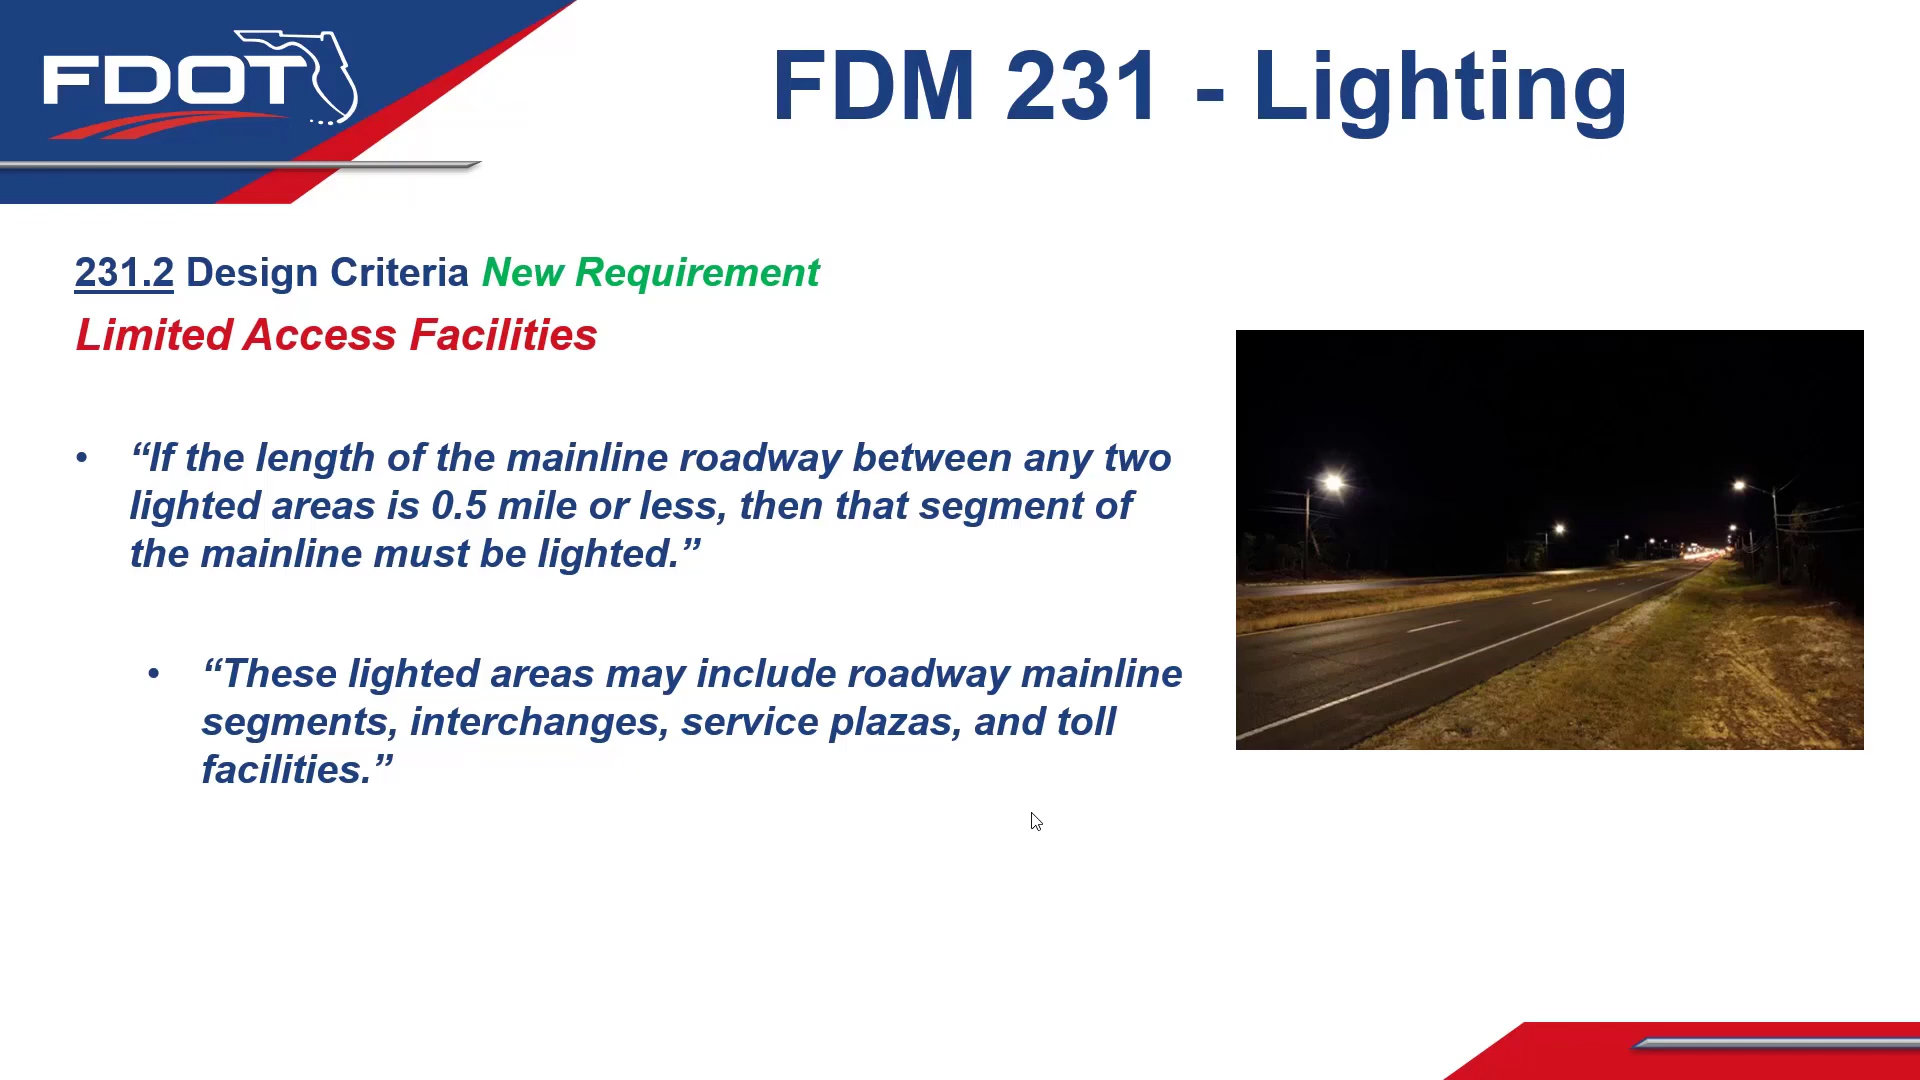 FDOT
FDM 231 - Lighting
231.2 Design Criteria New Requirement
Limited Access Facilities
• “If the length of the mainline roadway between any two
lighted areas is 0.5 mile or less, then that segment of
the mainline must be lighted.”
• “These lighted areas may include roadway mainline
segments, interchanges, service plazas, and toll
facilities.”